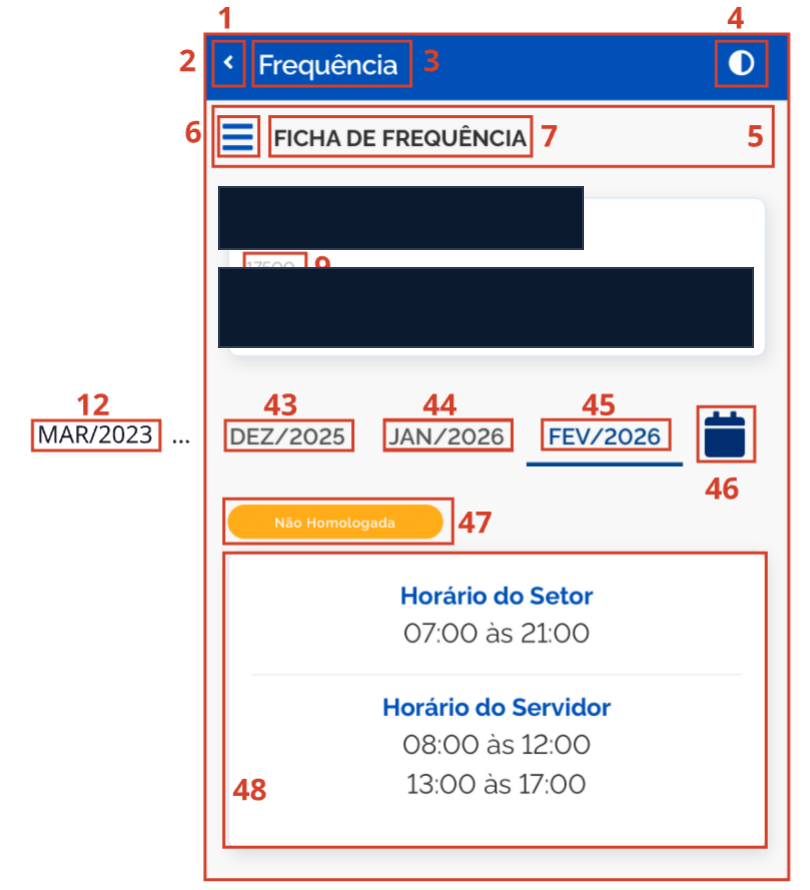 1 4
2 Frequência 3
6 FICHA DE FREQUÊNCIA 7 5
12 43 44 45
MAR/2023 ... DEZ/2025 JAN/2026 FEV/2026
46
Não Homologada 47
Horário do Setor
07:00 às 21:00
Horário do Servidor
08:00 às 12:00
13:00 às 17:00
48